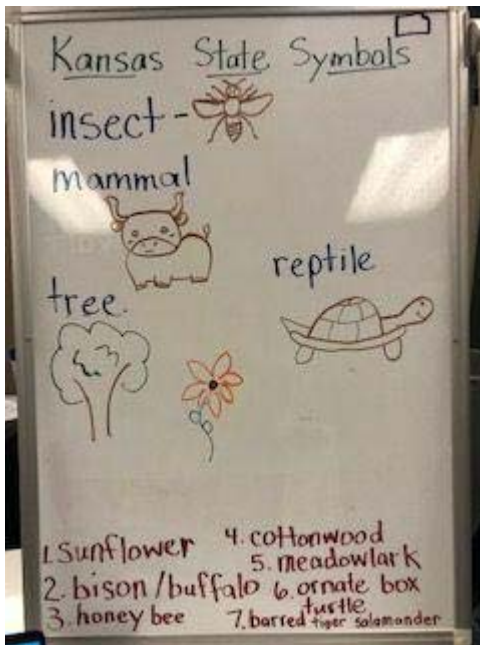 Kansas State Symbols
insect -
mammal
reptile
tree.
1. Sunflower
2. bison/buffalo
3. honey bee
4. cottonwood
5. meadowlark
6. ornate box
turtle
7. barred tiger salamander